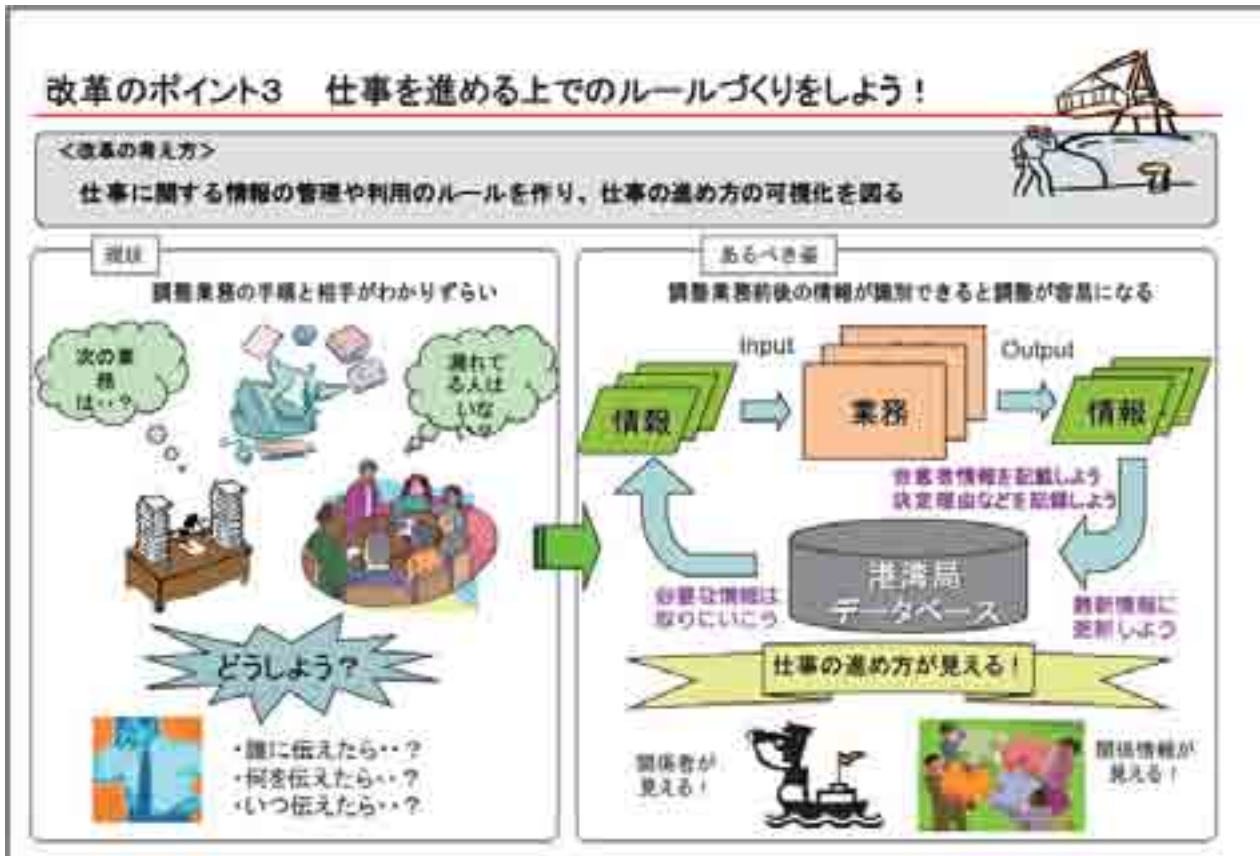 改革のポイント3　仕事を進める上でのルールづくりをしよう！
＜改革の考え方＞
仕事に関する情報の管理や利用のルールを作り、仕事の進め方の可視化を図る
現状
調整業務の手順と相手がわかりずらい
次の業
務
は‥？
漏れて
る人は
いな
い？
どうしよう？
・誰に伝えたら‥？
・何を伝えたら‥？
・いつ伝えたら‥？
あるべき姿
調整業務前後の情報が識別できると調整が容易になる
Input
Output
情報
業務
情報
合意者情報を記載しよう
決定理由などを記録しよう
港湾局
データベース
必要な情報は
取りにいこう
最新情報に
更新しよう
仕事の進め方が見える！
関係者が
見える！
関係情報が
見える！